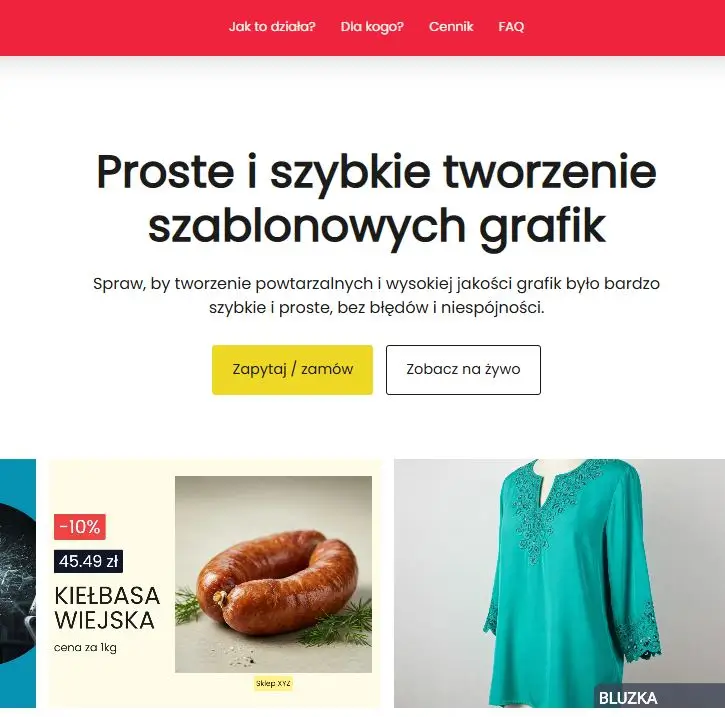 Jak to działa? Dla kogo? Cennik FAQ
Proste i szybkie tworzenie
szablonowych grafik
Spraw, by tworzenie powtarzalnych i wysokiej jakości grafik było bardzo
szybkie i proste, bez błędów i niespójności.
Zapytaj / zamów Zobacz na żywo
-10%
45.49 zł
KIEŁBASA
WIEJSKA
cena za 1kg
Sklep XYZ
BLUZKA